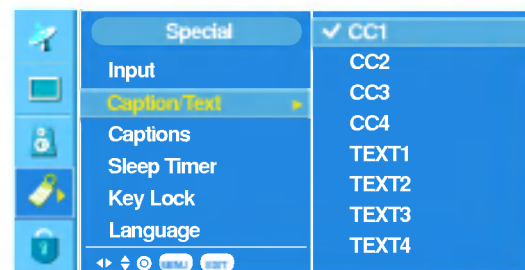 Special
Input
Caption/Text
Captions
Sleep Timer
Key Lock
Language
MENU EXIT
CC1
CC2
CC3
CC4
TEXT1
TEXT2
TEXT3
TEXT4